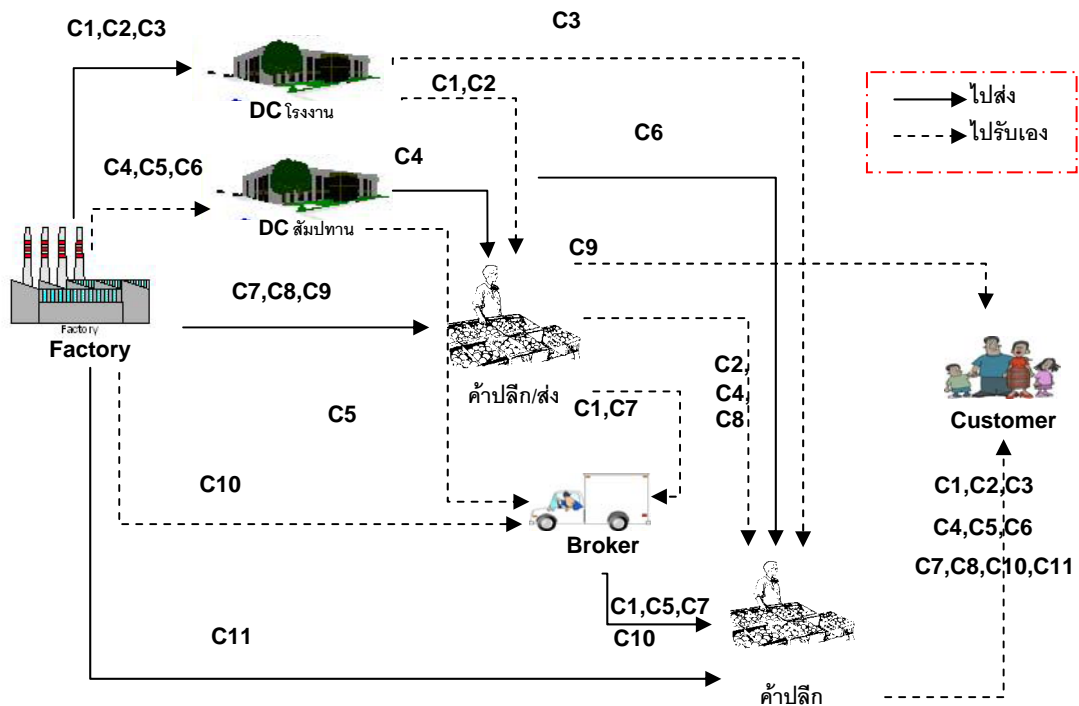 C1,C2,C3
C3
DC โรงงาน
C1,C2
ไปส่ง
ไปรับเอง
C4,C5,C6
C4
C6
DC สัมปทาน
C9
C7,C8,C9
Factory
Factory
ค้าปลีก/ส่ง
C1,C7
C2,
C4,
C8
C5
Customer
C10
C1,C2,C3
C4,C5,C6
C7,C8,C10,C11
Broker
C1,C5,C7
C10
C11
ค้าปลีก